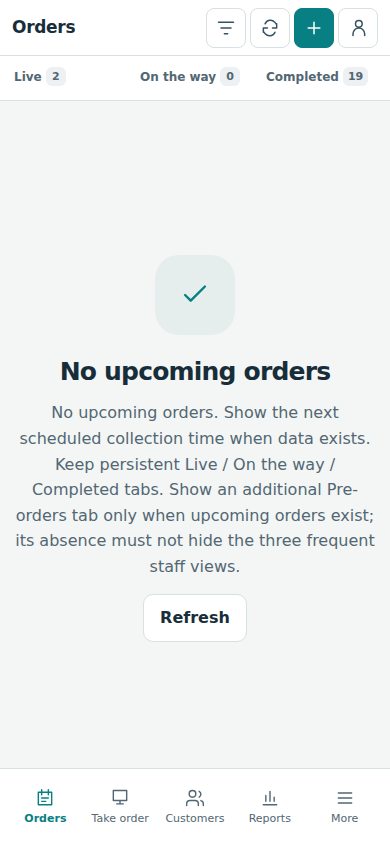 Orders
Live 2 On the way 0 Completed 19
No upcoming orders
No upcoming orders. Show the next
scheduled collection time when data exists.
Keep persistent Live / On the way /
Completed tabs. Show an additional Pre-
orders tab only when upcoming orders exist;
its absence must not hide the three frequent
staff views.
Refresh
Orders Take order Customers Reports More